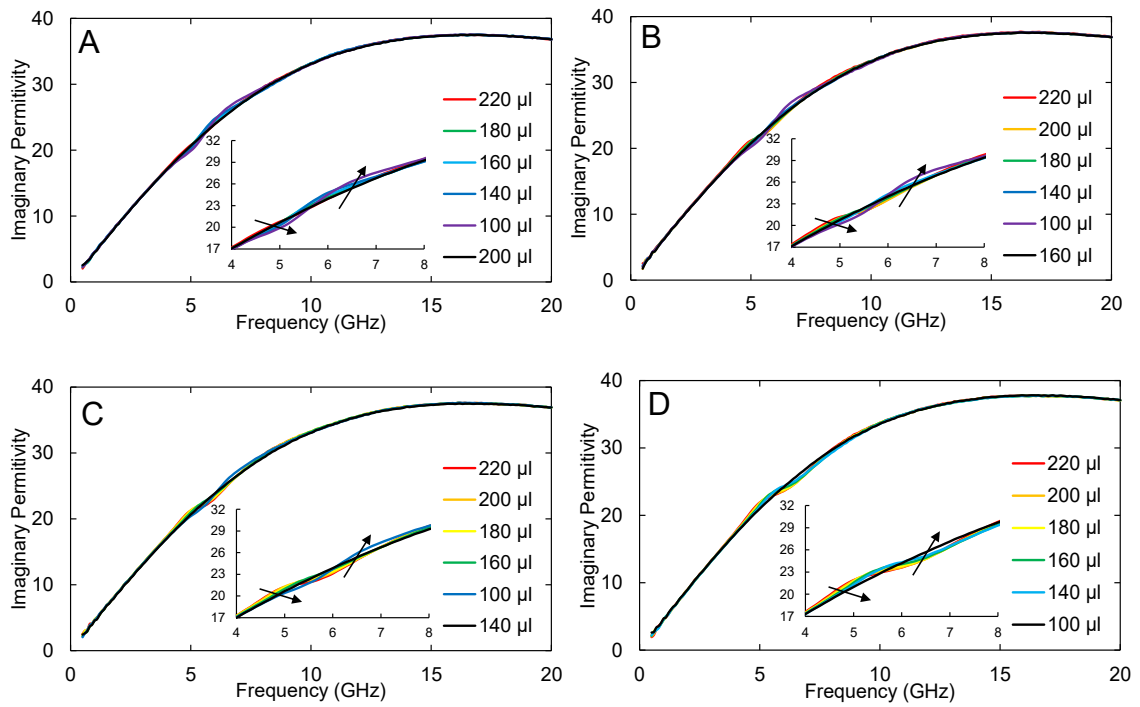 A
Imaginary Permitivity
40
30
20
10
0
0 5 10 15 20
Frequency (GHz)
220 µl
180 µl
160 µl
140 µl
100 µl
200 µl
32
29
26
23
20
17
4 5 6 7 8
B
Imaginary Permitivity
40
30
20
10
0
0 5 10 15 20
Frequency (GHz)
220 µl
200 µl
180 µl
140 µl
100 µl
160 µl
32
29
26
23
20
17
4 5 6 7 8
C
Imaginary Permitivity
40
30
20
10
0
0 5 10 15 20
Frequency (GHz)
220 µl
200 µl
180 µl
160 µl
100 µl
140 µl
32
29
26
23
20
17
4 5 6 7 8
D
Imaginary Permitivity
40
30
20
10
0
0 5 10 15 20
Frequency (GHz)
220 µl
200 µl
180 µl
160 µl
140 µl
100 µl
32
29
26
23
20
17
4 5 6 7 8